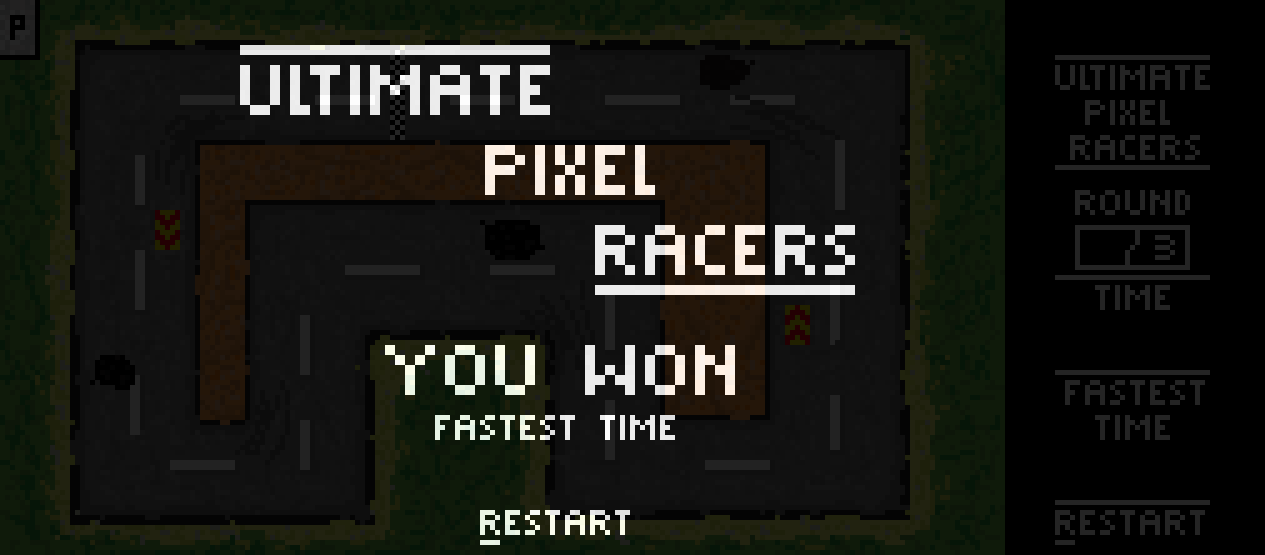 P
ULTIMATE
PIXEL
RACERS
YOU WON
FASTEST TIME
RESTART
ULTIMATE
PIXEL
RACERS
ROUND
/3
TIME
FASTEST
TIME
RESTART